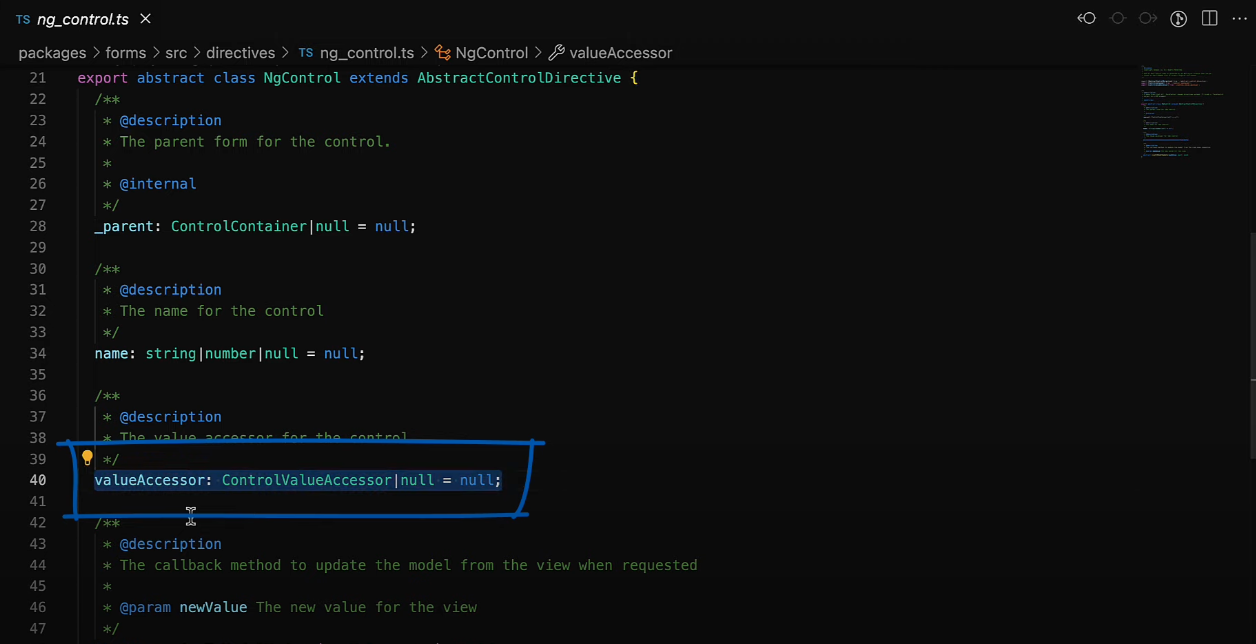 TS ng_control.ts ×
packages > forms > src > directives > TS ng_control.ts > NgControl > valueAccessor
21 export abstract class NgControl extends AbstractControlDirective {
22 /**
23 * @description
24 * The parent form for the control.
25 *
26 * @internal
27 */
28 _parent: ControlContainer|null = null;
29
30 /**
31 * @description
32 * The name for the control
33 */
34 name: string|number|null = null;
35
36 /**
37 * @description
38 * The value accessor for the control
39 */
40 valueAccessor: ControlValueAccessor|null = null;
41
42 /**
43 * @description
44 * The callback method to update the model from the view when requested
45 *
46 * @param newValue The new value for the view
47 */